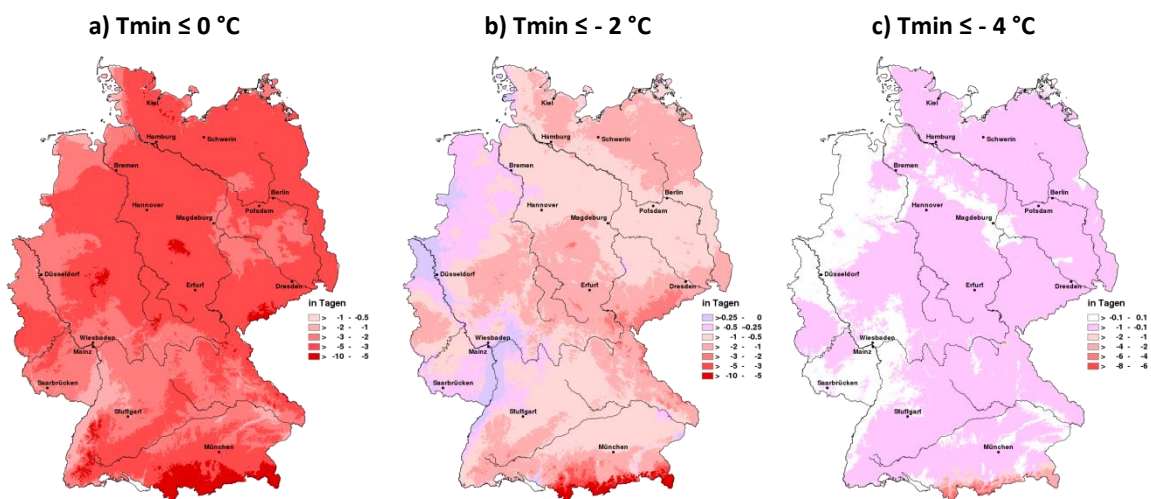 a) Tmin ≤ 0 °C
Kiel
Hamburg
Schwerin
Bremen
Berlin
Hannover
Potsdam
Magdeburg
Düsseldorf
Erfurt
Dresden
Wiesbaden
Mainz
Saarbrücken
Stuttgart
München
in Tagen
> -1 - -0.5
> -2 - -1
> -3 - -2
> -5 - -3
> -10 - -5
b) Tmin ≤ - 2 °C
Kiel
Hamburg
Schwerin
Bremen
Berlin
Hannover
Potsdam
Magdeburg
Düsseldorf
Erfurt
Dresden
Wiesbaden
Mainz
Saarbrücken
Stuttgart
München
in Tagen
>-0.25 - 0
> -0.5 -0.25
> -1 - -0.5
> -2 - -1
> -3 - -2
> -5 - -3
> -10 - -5
c) Tmin ≤ - 4 °C
Kiel
Hamburg
Schwerin
Bremen
Berlin
Hannover
Potsdam
Magdeburg
Düsseldorf
Erfurt
Dresden
Wiesbaden
Mainz
Saarbrücken
Stuttgart
München
in Tagen
> -0.1 - 0.1
> -1 - -0.1
> -2 - -1
> -4 - -2
> -6 - -4
> -8 - -6